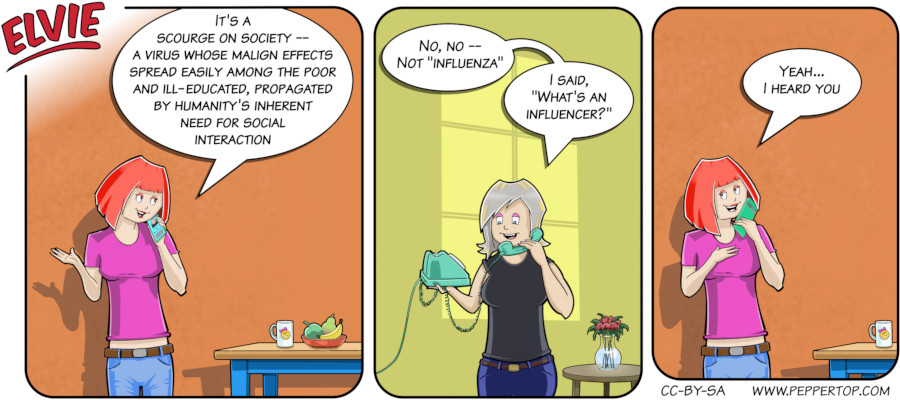 ELVIE
It's a
scourge on society --
a virus whose malign effects
spread easily among the poor
and ill-educated, propagated
by humanity's inherent
need for social
interaction
No, no --
Not "influenza"
I said,
"What's an
influencer?"
Yeah...
I heard you
CC-BY-SA
www.peppertop.com